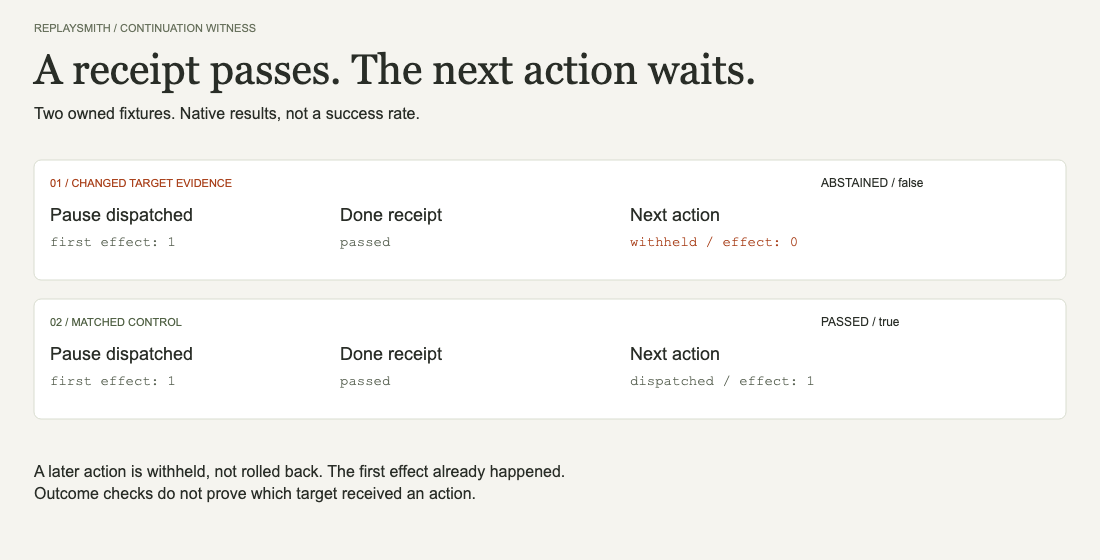 REPLAYSMITH / CONTINUATION WITNESS
A receipt passes. The next action waits.
Two owned fixtures. Native results, not a success rate.
01 / CHANGED TARGET EVIDENCE
ABSTAINED / false
Pause dispatched
Done receipt
Next action
first effect: 1
passed
withheld / effect: 0
02 / MATCHED CONTROL
PASSED / true
Pause dispatched
Done receipt
Next action
first effect: 1
passed
dispatched / effect: 1
A later action is withheld, not rolled back. The first effect already happened.
Outcome checks do not prove which target received an action.